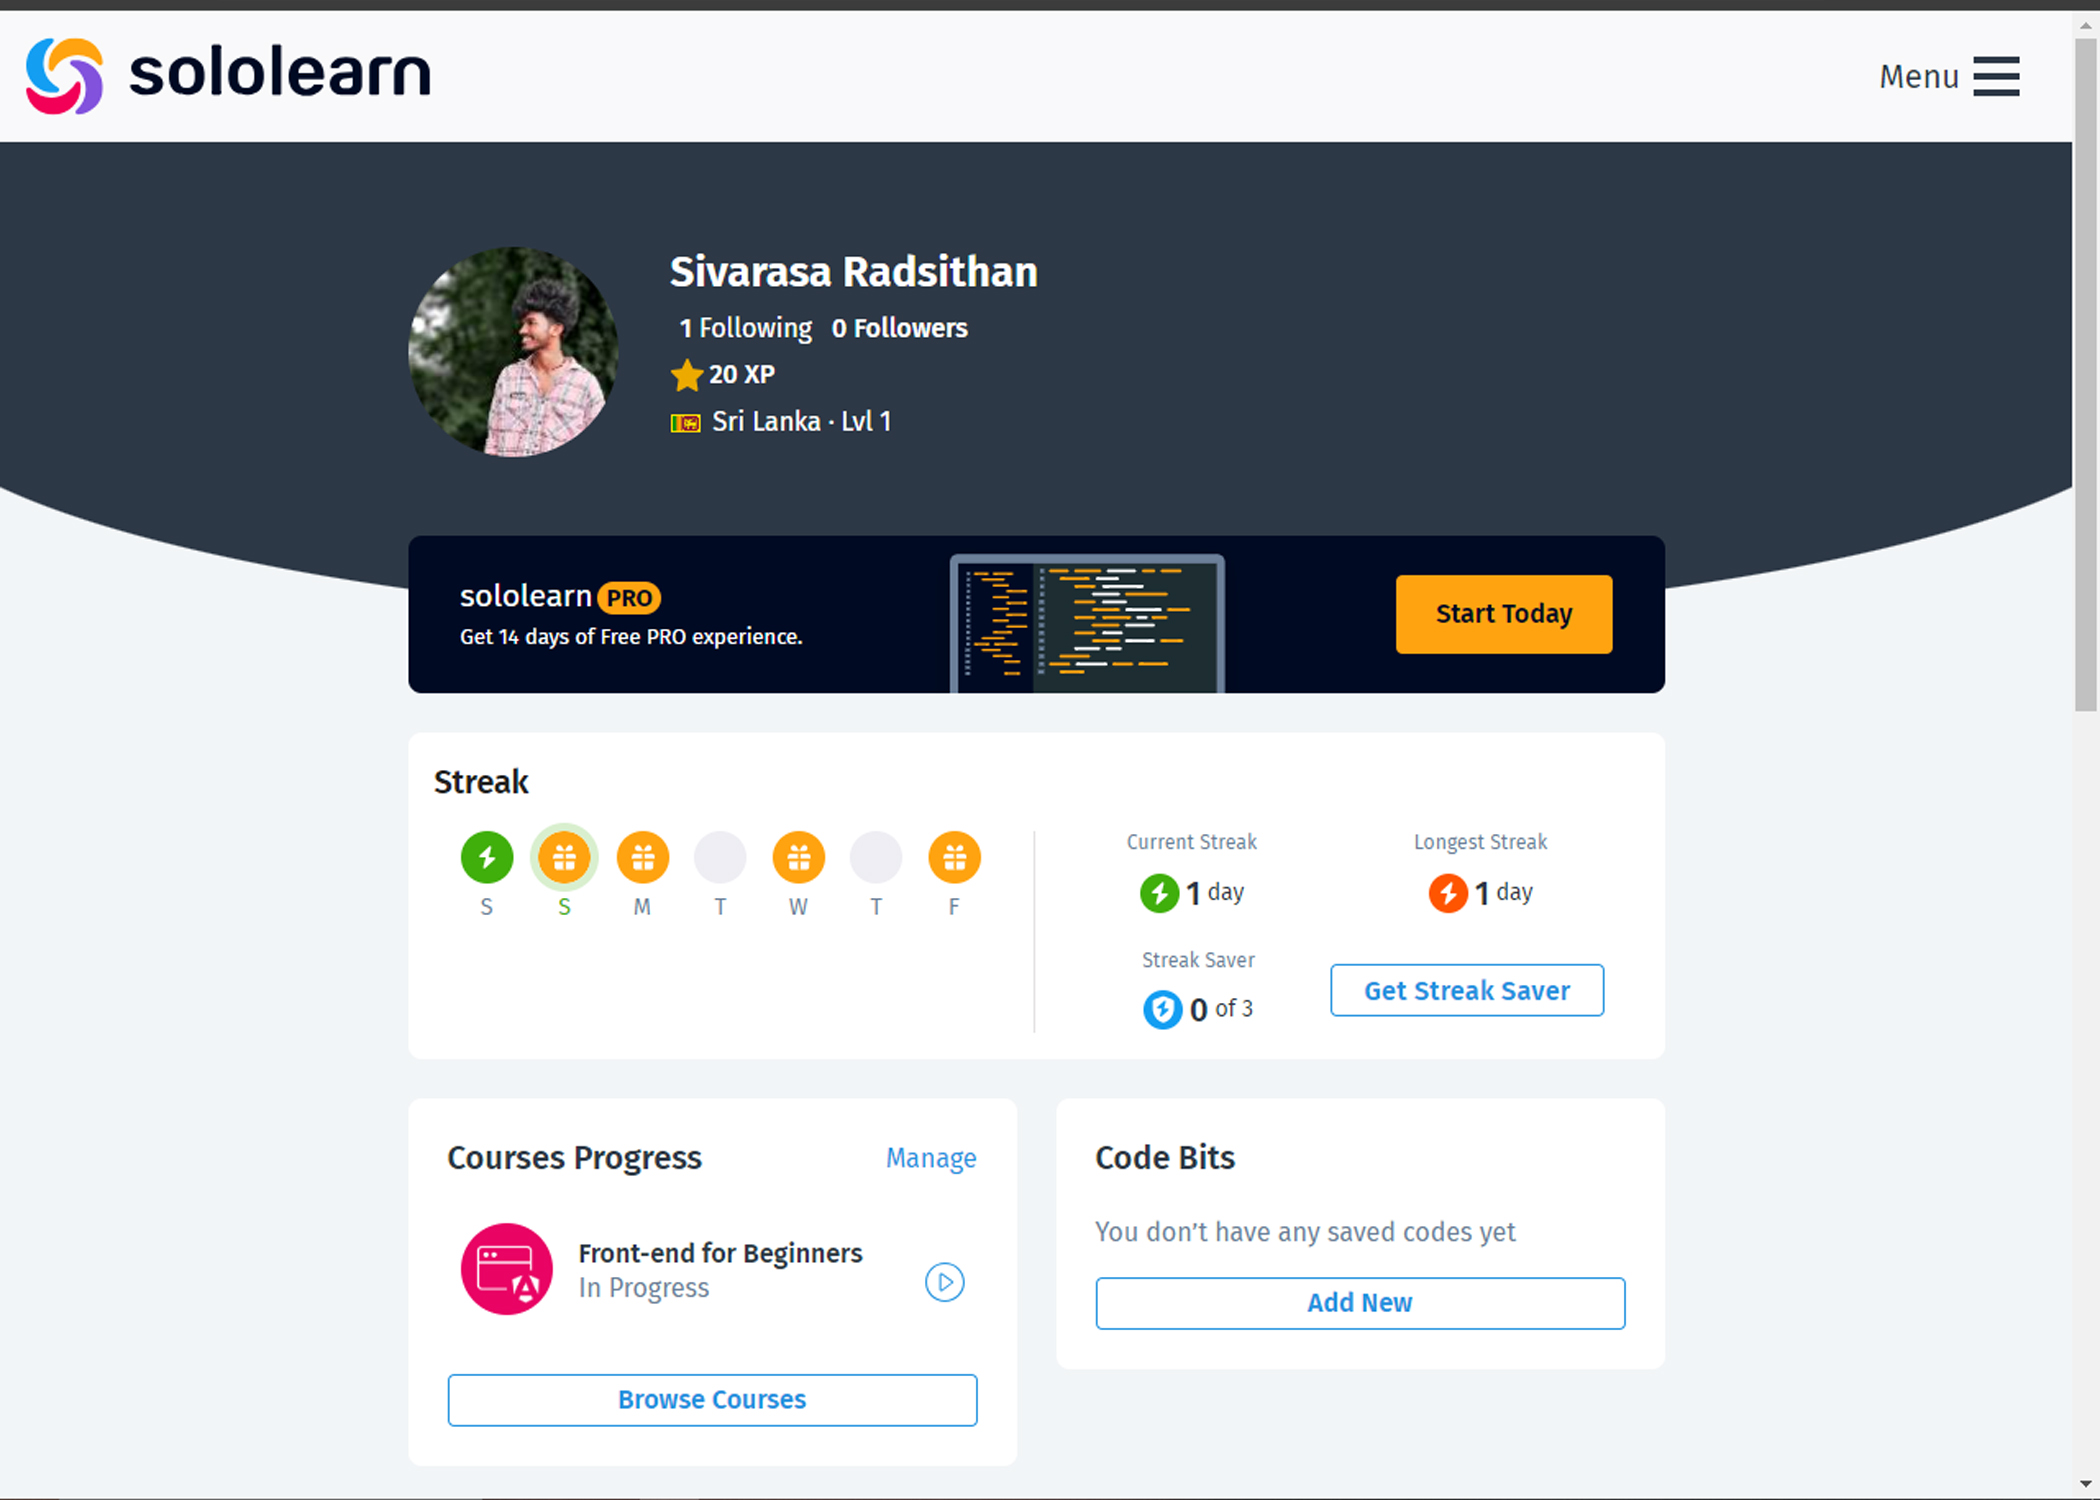 sololearn
Menu
Sivarasa Radsithan
1 Following 0 Followers
20 XP
Sri Lanka · Lvl 1
sololearn PRO
Get 14 days of Free PRO experience.
Start Today
Streak
S S M T W T F
Current Streak
1 day
Longest Streak
1 day
Streak Saver
0 of 3
Get Streak Saver
Courses Progress
Manage
Front-end for Beginners
In Progress
Browse Courses
Code Bits
You don’t have any saved codes yet
Add New